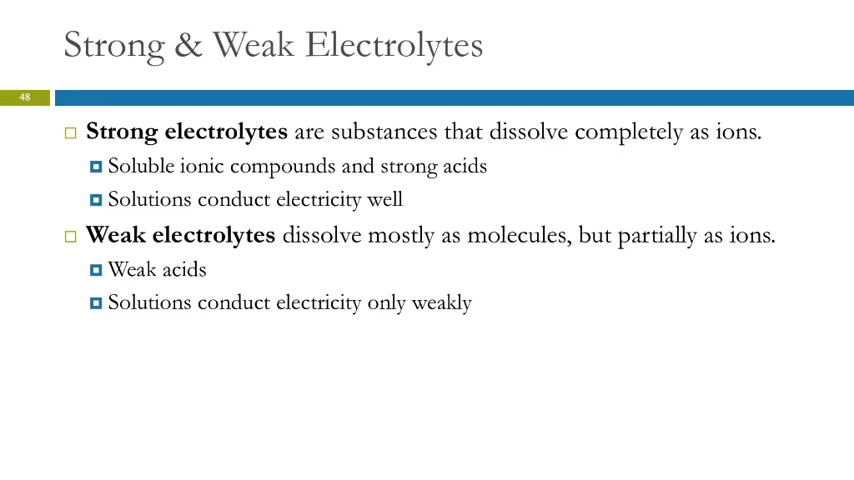 Strong & Weak Electrolytes
48
Strong electrolytes are substances that dissolve completely as ions.
Soluble ionic compounds and strong acids
Solutions conduct electricity well
Weak electrolytes dissolve mostly as molecules, but partially as ions.
Weak acids
Solutions conduct electricity only weakly